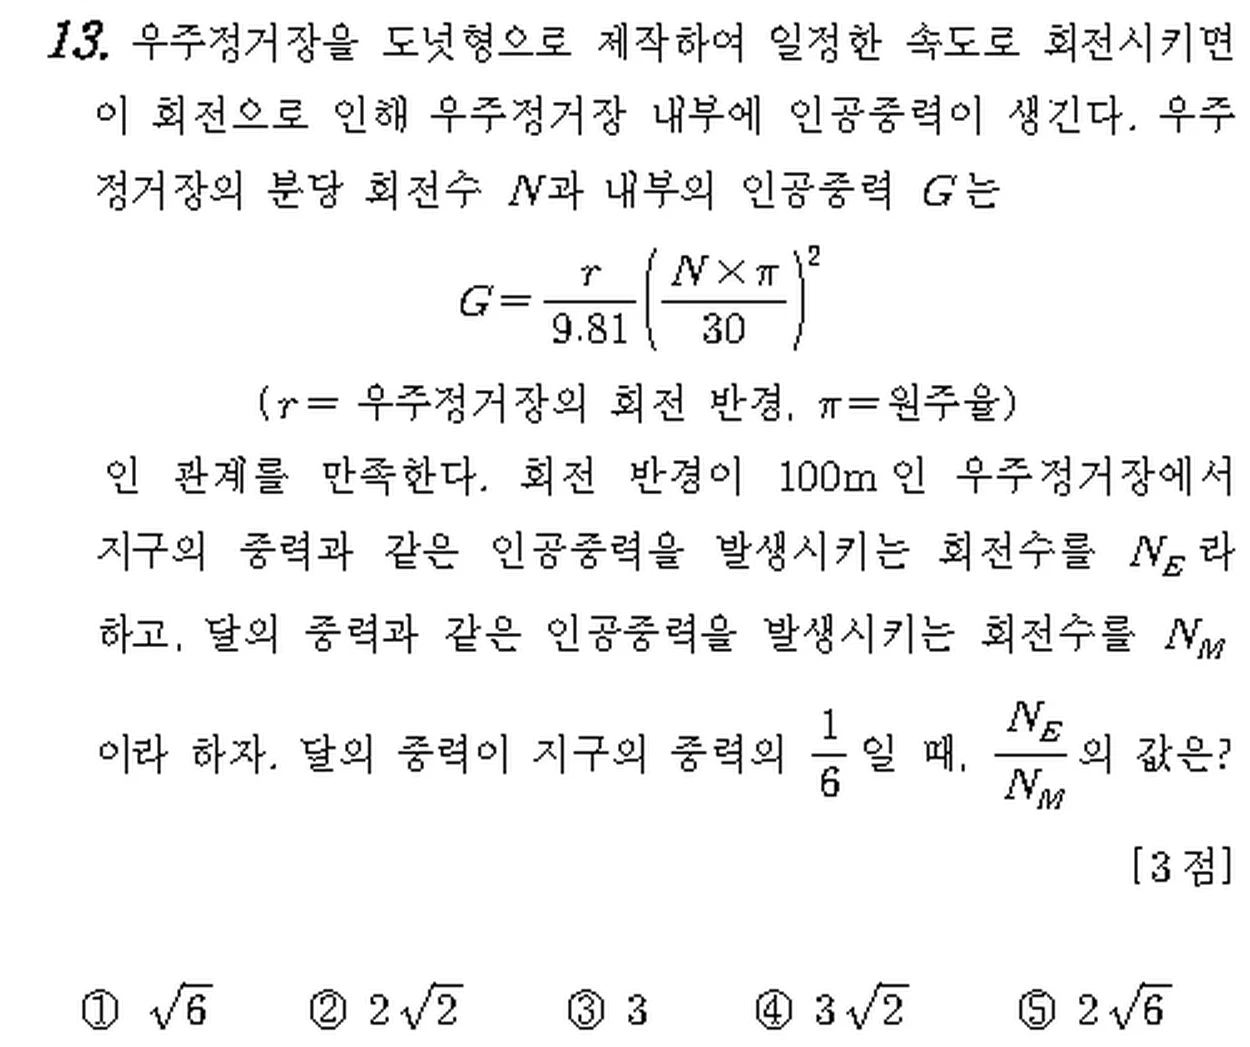 13. 우주정거장을 도넛형으로 제작하여 일정한 속도로 회전시키면
이 회전으로 인해 우주정거장 내부에 인공중력이 생긴다. 우주
정거장의 분당 회전수 N과 내부의 인공중력 G는
G = r/9.81 (N×π/30)²
(r= 우주정거장의 회전 반경, π=원주율)
인 관계를 만족한다. 회전 반경이 100m 인 우주정거장에서
지구의 중력과 같은 인공중력을 발생시키는 회전수를 N_E 라
하고, 달의 중력과 같은 인공중력을 발생시키는 회전수를 N_M
이라 하자. 달의 중력이 지구의 중력의 1/6 일 때, N_E/N_M 의 값은?
[3점]
① √6 ② 2√2 ③ 3 ④ 3√2 ⑤ 2√6